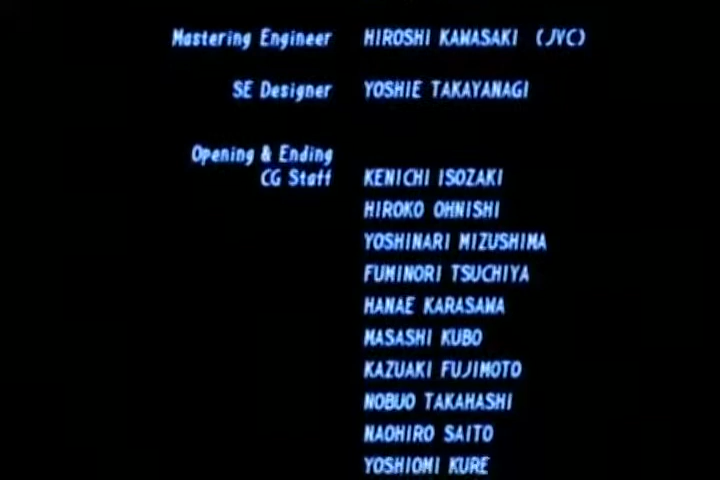 Mastering Engineer HIROSHI KAWASAKI (JVC)
SE Designer YOSHIE TAKAYANAGI
Opening & Ending
CG Staff KENICHI ISOZAKI
HIROKO OHNISHI
YOSHINARI MIZUSHIMA
FUMINORI TSUCHIYA
HANAE KARASAWA
MASASHI KUBO
KAZUAKI FUJIMOTO
NOBUO TAKAHASHI
NAOHIRO SAITO
YOSHIOMI KURE